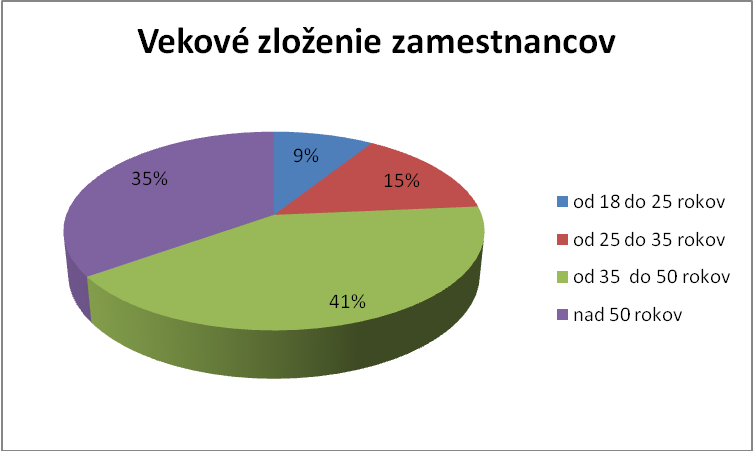 Vekové zloženie zamestnancov
9%
15%
35%
41%
od 18 do 25 rokov
od 25 do 35 rokov
od 35  do 50 rokov
nad 50 rokov